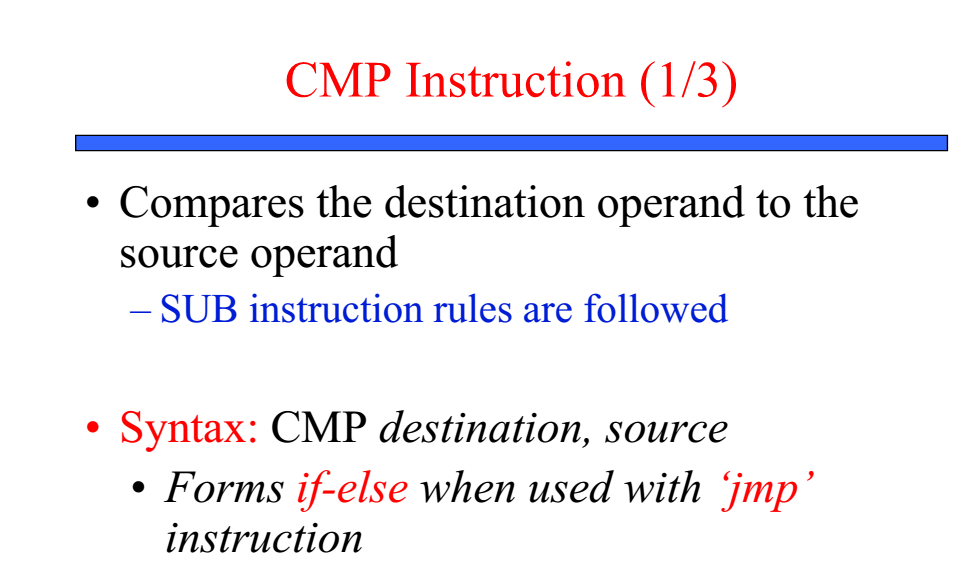 CMP Instruction (1/3)
• Compares the destination operand to the
source operand
– SUB instruction rules are followed
• Syntax: CMP destination, source
• Forms if-else when used with ‘jmp’
instruction